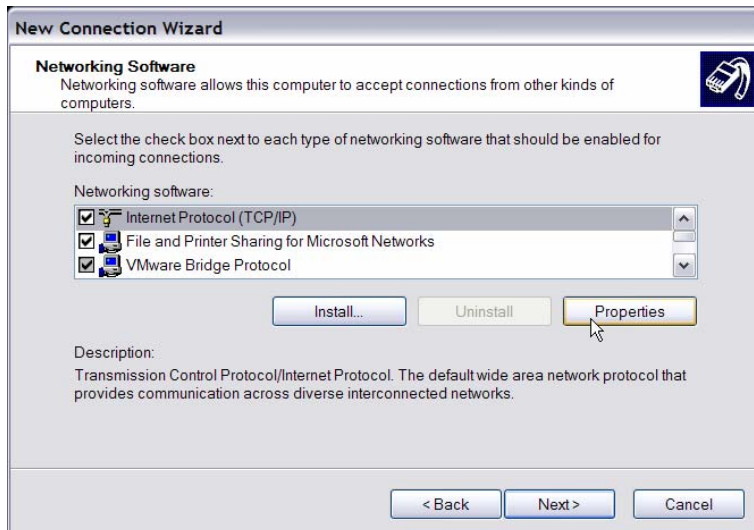 New Connection Wizard
Networking Software
Networking software allows this computer to accept connections from other kinds of
computers.
Select the check box next to each type of networking software that should be enabled for
incoming connections.
Networking software:
Internet Protocol (TCP/IP)
File and Printer Sharing for Microsoft Networks
VMware Bridge Protocol
Install... Uninstall Properties
Description:
Transmission Control Protocol/Internet Protocol. The default wide area network protocol that
provides communication across diverse interconnected networks.
< Back Next > Cancel